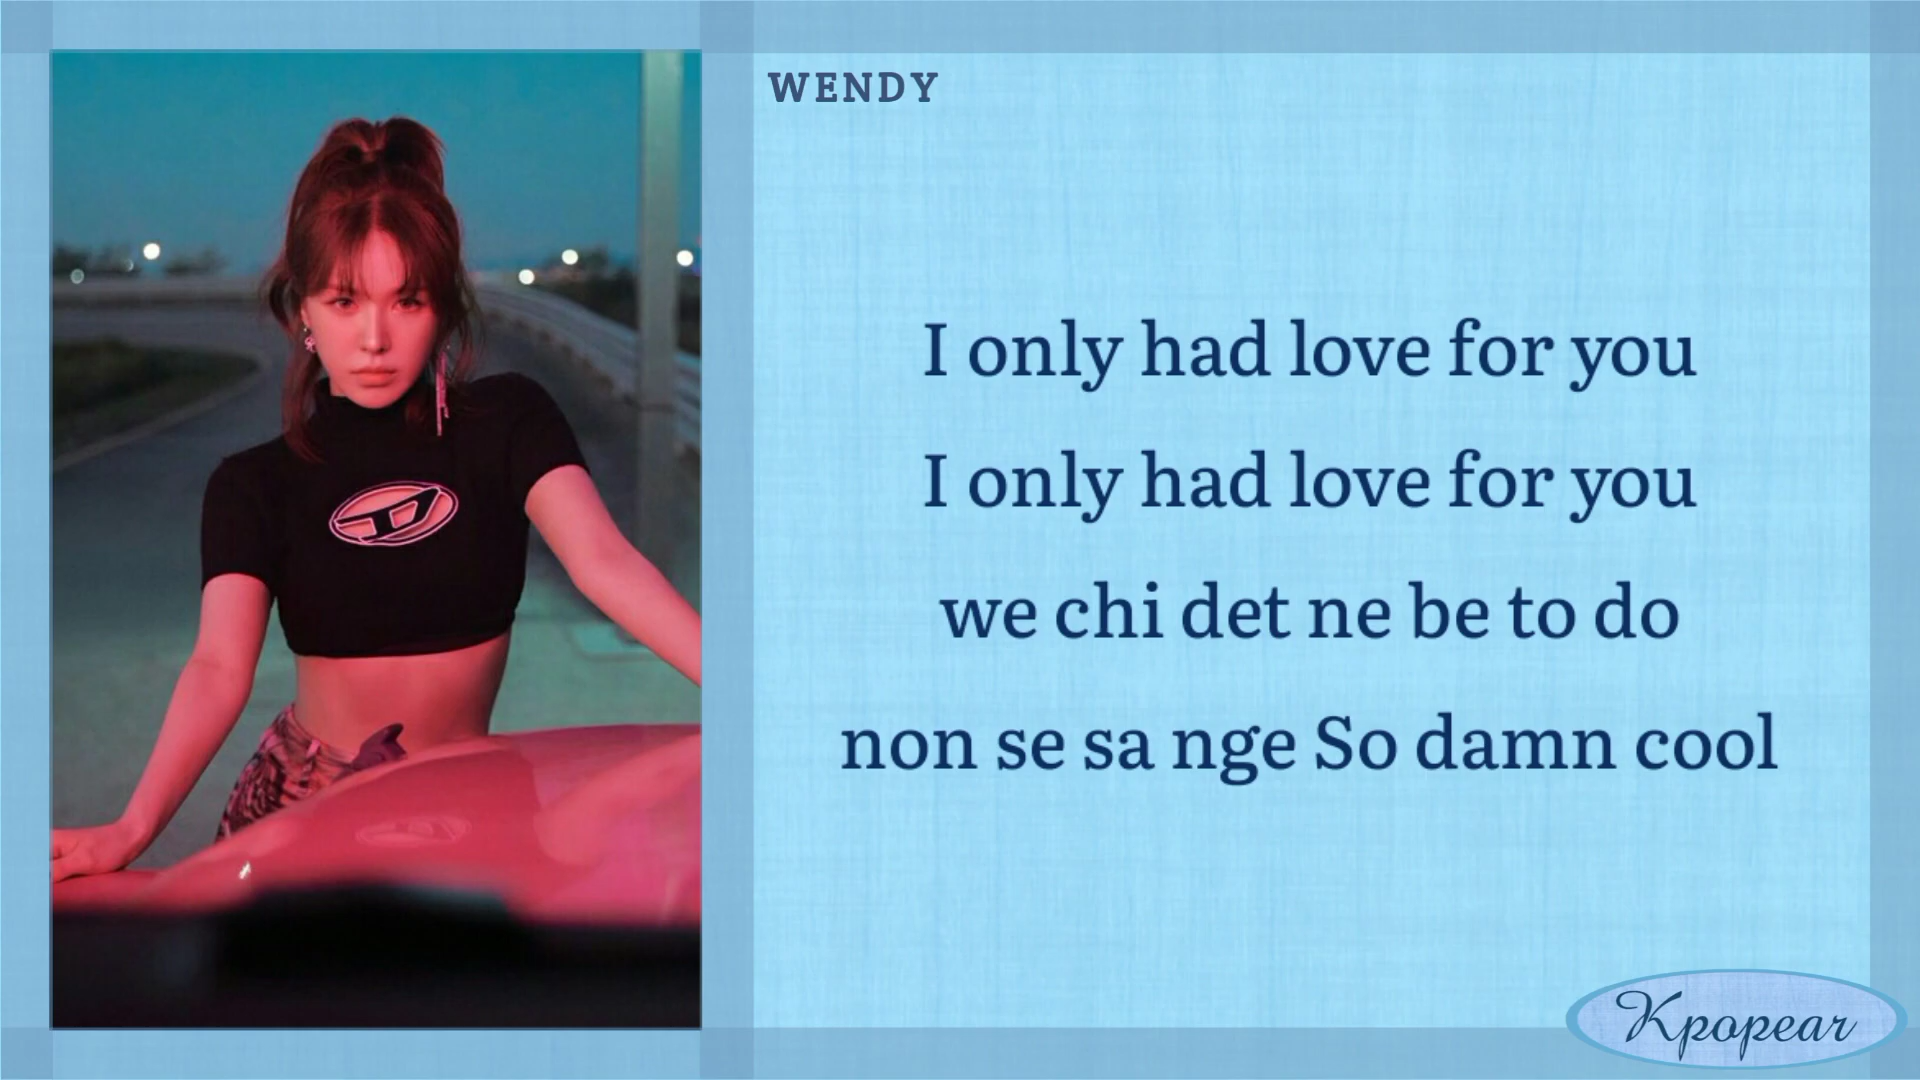 WENDY
I only had love for you
I only had love for you
we chi det ne be to do
non se sa nge So damn cool
Kpopear